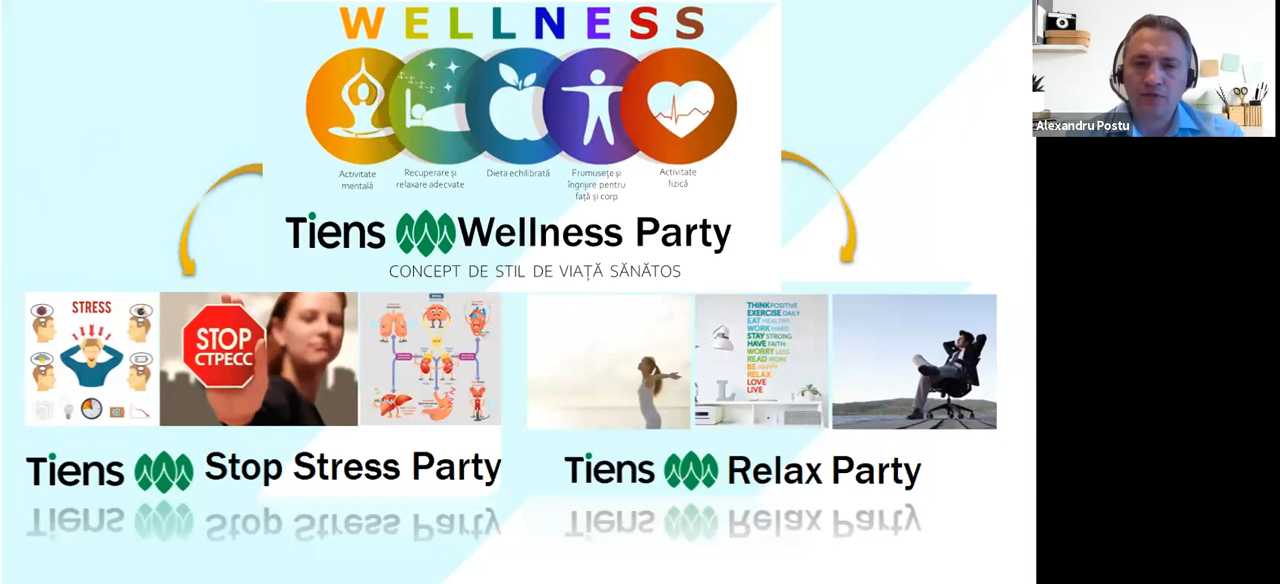 WELLNESS
Activitate
mentală
Recuperare și
relaxare adecvate
Dieta echilibrată
Frumusețe și
îngrijire pentru
față și corp
Activitate
fizică
Tiens Wellness Party
CONCEPT DE STIL DE VIAȚĂ SĂNĂTOS
STRESS
STOP
СТРЕСС
THINK POSITIVE
EXERCISE DAILY
EAT HEALTHY
WORK HARD
STAY STRONG
HAVE FAITH
WORRY LESS
READ MORE
BE HAPPY
RELAX
LOVE
LIVE
L
Tiens Stop Stress Party
Tiens Relax Party
Alexandru Postu